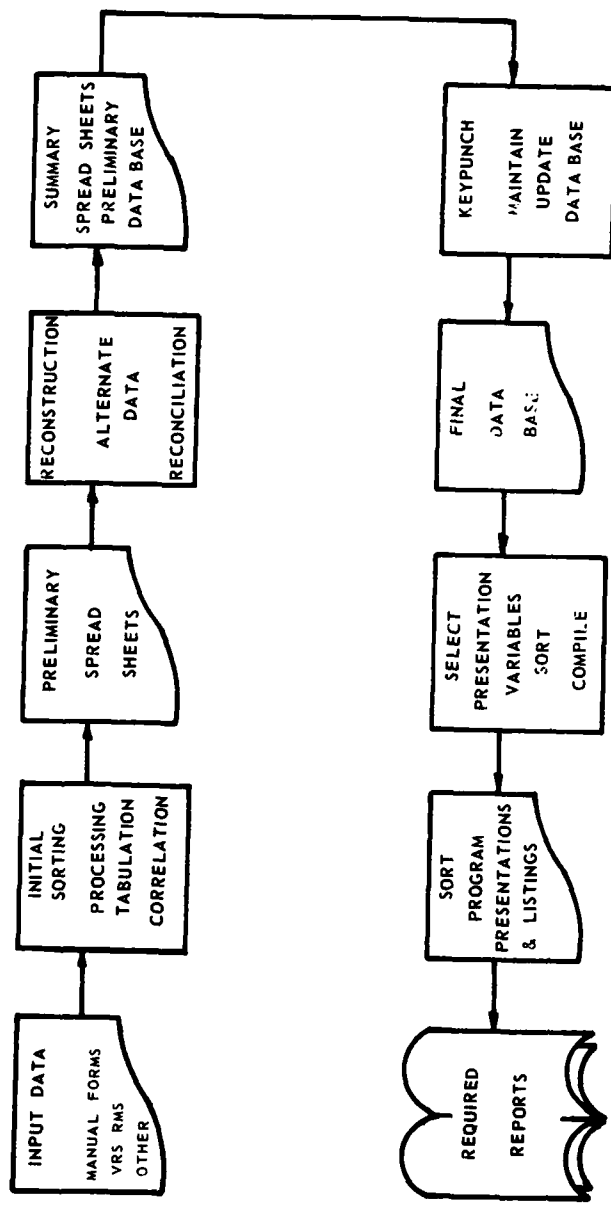 INPUT DATA
MANUAL FORMS
VRS RMS
OTHER
INITIAL
SORTING
PROCESSING
TABULATION
CORRELATION
PRELIMINARY
SPREAD
SHEETS
RECONSTRUCTION
ALTERNATE
DATA
RECONCILIATION
SUMMARY
SPREAD SHEETS
PRELIMINARY
DATA BASE
KEYPUNCH
MAINTAIN
UPDATE
DATA BASE
FINAL
DATA
BASE
SELECT
PRESENTATION
VARIABLES
SORT
COMPILE
SORT
PROGRAM
PRESENTATIONS
& LISTINGS
REQUIRED
REPORTS